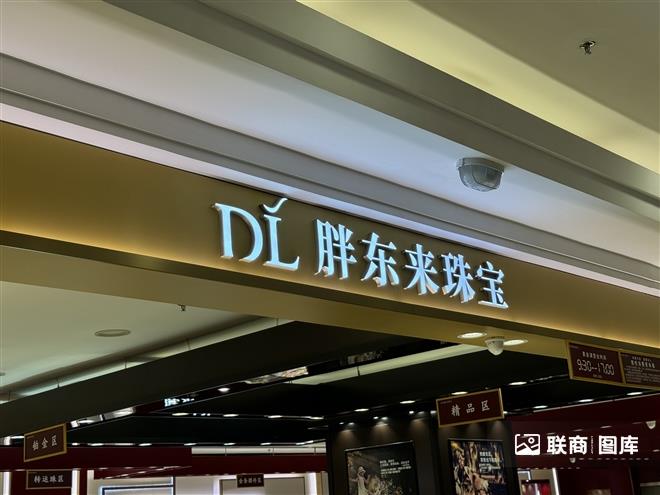 DL 胖东来珠宝
9:30-17:00
精品区
铂金区
转运珠区
联商 图库